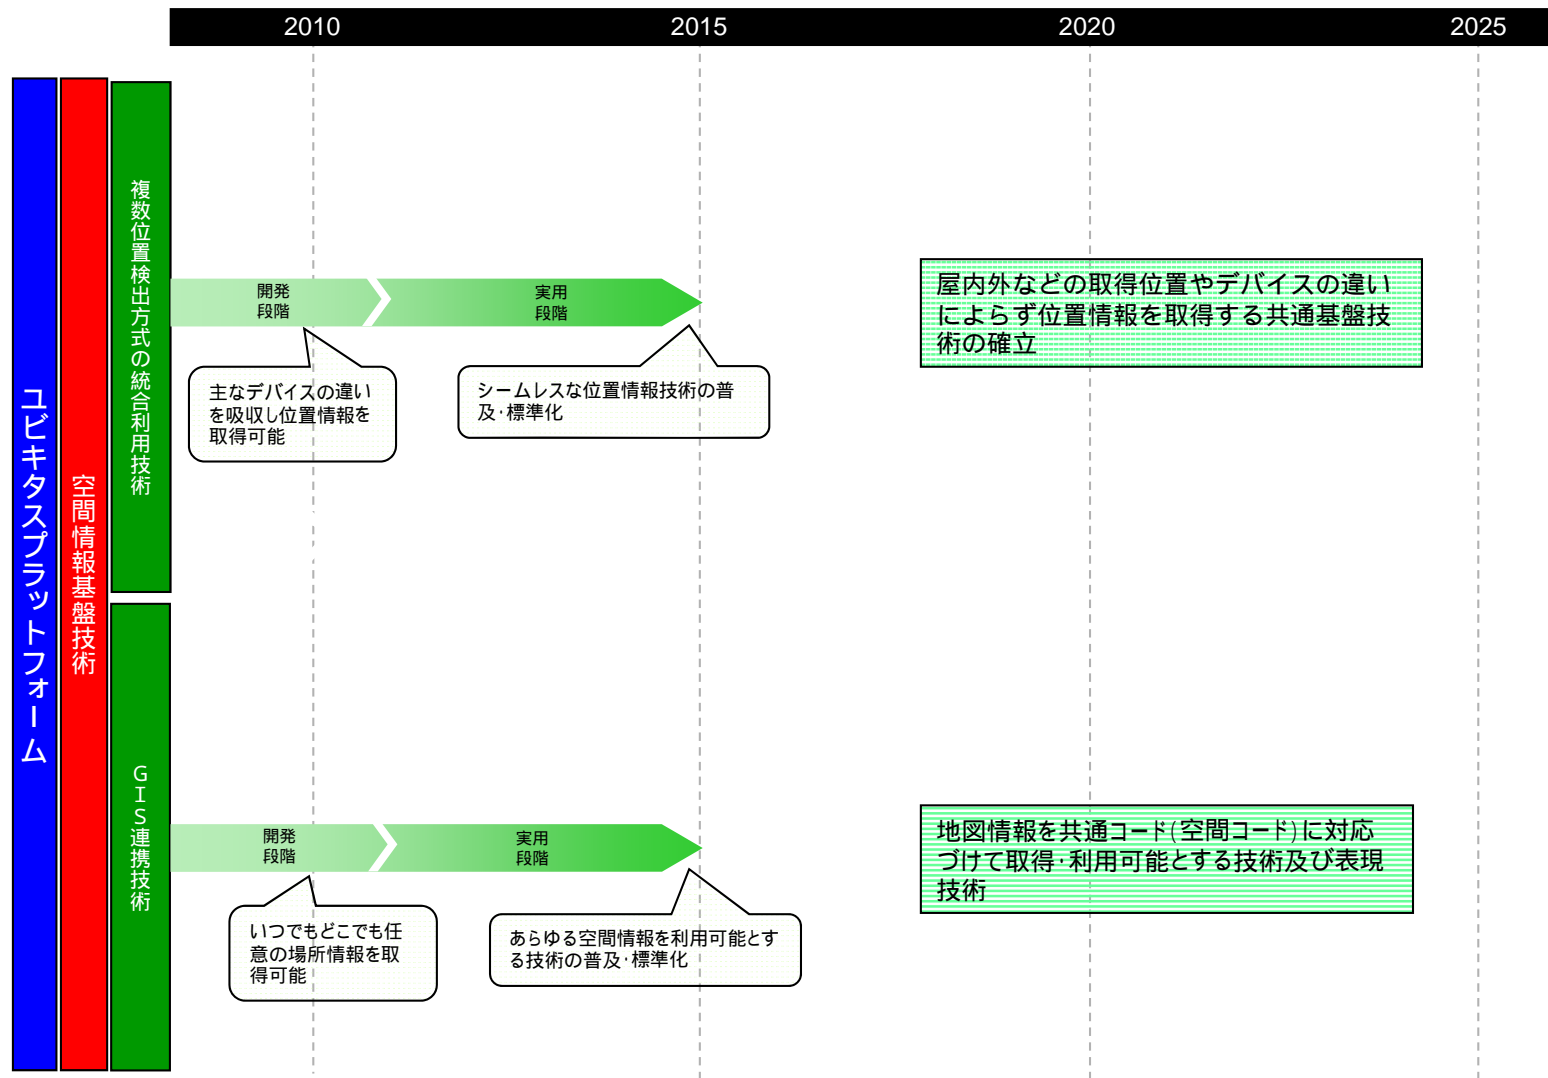 2010
2015
2020
2025
ユビキタスプラットフォーム
空間情報基盤技術
複数位置検出方式の統合利用技術
開発
段階
実用
段階
主なデバイスの違い
を吸収し位置情報を
取得可能
シームレスな位置情報技術の普
及・標準化
屋内外などの取得位置やデバイスの違い
によらず位置情報を取得する共通基盤技
術の確立
GIS連携技術
開発
段階
実用
段階
いつでもどこでも任
意の場所情報を取
得可能
あらゆる空間情報を利用可能とす
る技術の普及・標準化
地図情報を共通コード(空間コード)に対応
づけて取得・利用可能とする技術及び表現
技術